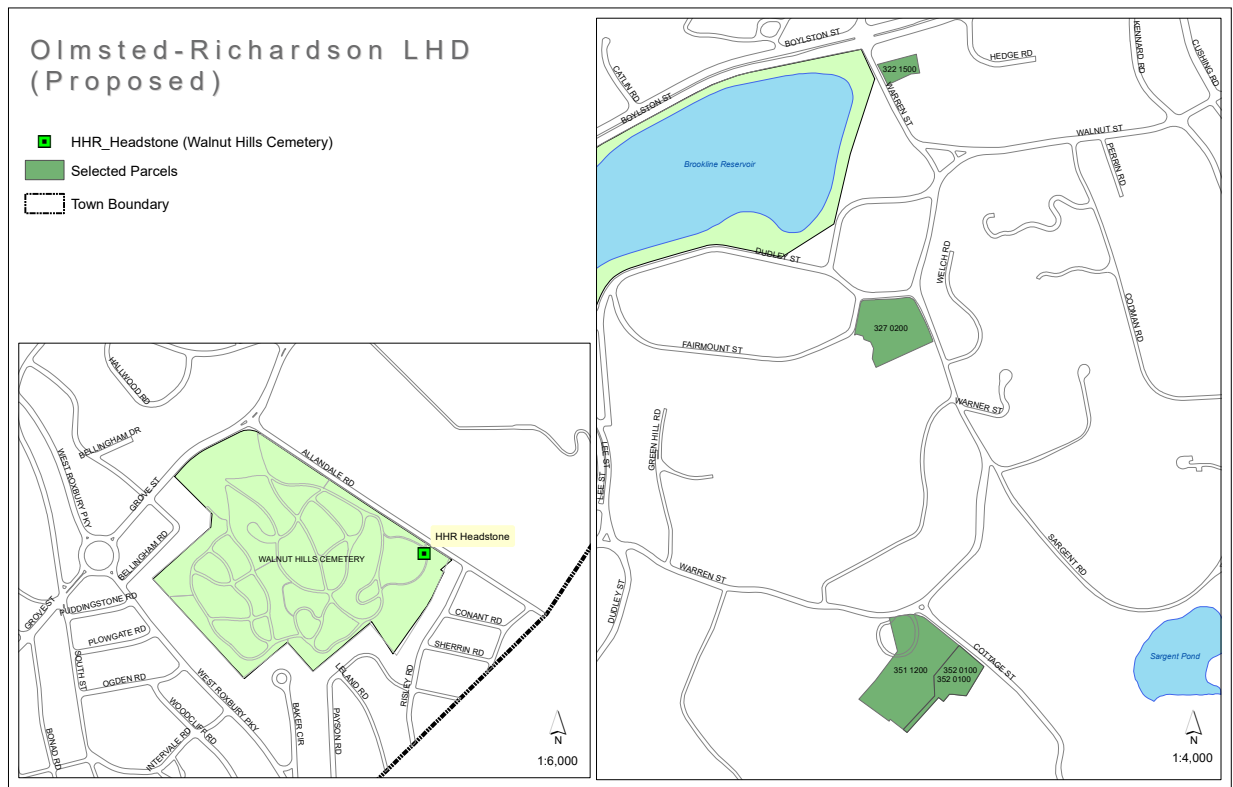 Olmsted-Richardson LHD
(Proposed)
HHR_Headstone (Walnut Hills Cemetery)
Selected Parcels
Town Boundary
HALLWOOD RD
BELLINGHAM DR
WEST ROXBURY PKY
GROVE ST
ALLANDALE RD
HHR Headstone
WALNUT HILLS CEMETERY
BELLINGHAM RD
GROVE ST
PUDDINGSTONE RD
PLOWGATE RD
SOUTH ST
OGDEN RD
WEST ROXBURY PKY
WOODCLIFF RD
INTERVALE RD
BONAD RD
BAKER CIR
PAYSON RD
LELAND RD
RISLEY RD
CONANT RD
SHERRIN RD
N
1:6,000
BOYLSTON ST
CATLIN RD
BOYLSTON ST
322 1500
WARREN ST
HEDGE RD
KENNARD RD
CUSHING RD
WALNUT ST
PERRIN RD
Brookline Reservoir
DUDLEY ST
WELCH RD
CODMAN RD
327 0200
FAIRMOUNT ST
WARNER ST
GREEN HILL RD
LEE ST
LEE ST
SARGENT RD
WARREN ST
DUDLEY ST
COTTAGE ST
351 1200
352 0100
352 0100
Sargent Pond
N
1:4,000